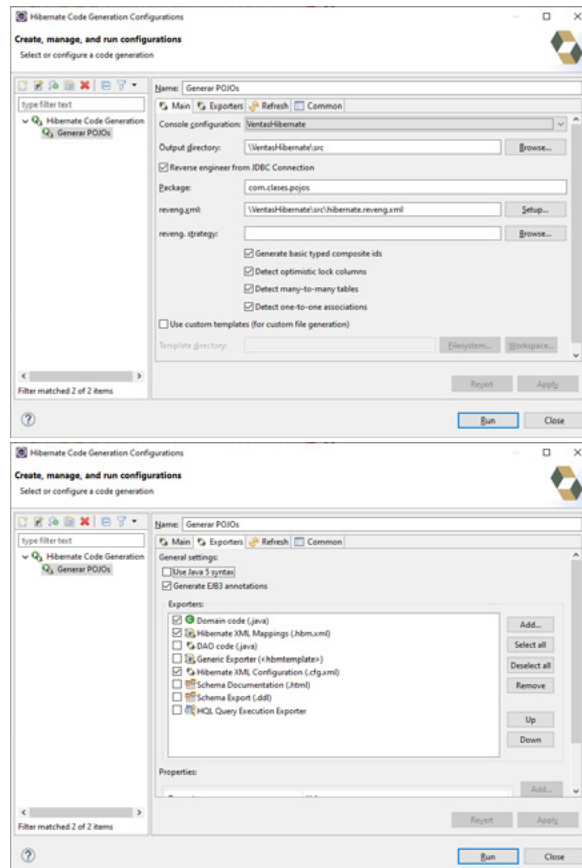 Hibernate Code Generation Configurations
Create, manage, and run configurations
Select or configure a code generation
Name: Generar POJOs
type filter text
Main Exporters Refresh Common
Hibernate Code Generation
Generar POJOs
Console configuration: VentasHibernate
Output directory: \VentasHibernate\src Browse...
Reverse engineer from JDBC Connection
Package: com.clases.pojos
reveng.xml: \VentasHibernate\src\hibernate.reveng.xml Setup...
reveng. strategy: Browse...
Generate basic typed composite ids
Detect optimistic lock columns
Detect many-to-many tables
Detect one-to-one associations
Use custom templates (for custom file generation)
Template directory: Filesystem... Workspace...
Filter matched 2 of 2 items
Revert Apply
Run Close
Hibernate Code Generation Configurations
Create, manage, and run configurations
Select or configure a code generation
Name: Generar POJOs
type filter text
Main Exporters Refresh Common
Hibernate Code Generation
Generar POJOs
General settings:
Use Java 5 syntax
Generate EJB3 annotations
Exporters:
Domain code (.java) Add...
Hibernate XML Mappings (.hbm.xml)
DAO code (.java) Select all
Generic Exporter (<hbmtemplate>)
Hibernate XML Configuration (.cfg.xml) Deselect all
Schema Documentation (.html) Remove
Schema Export (.ddl)
HQL Query Execution Exporter
Up
Down
Properties:
Add...
Filter matched 2 of 2 items
Revert Apply
Run Close